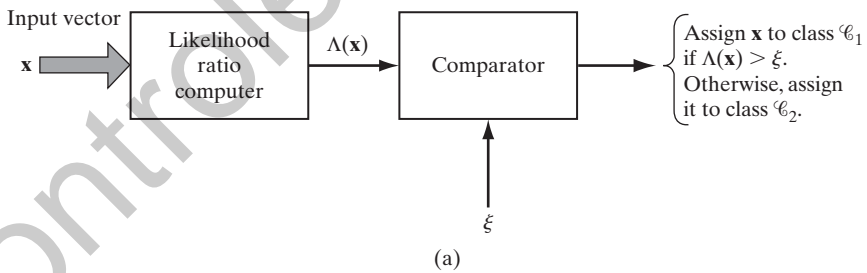 Input vector
x
Likelihood
ratio
computer
Λ(x)
Comparator
ξ
Assign x to class 𝒞₁
if Λ(x) > ξ.
Otherwise, assign
it to class 𝒞₂.
(a)